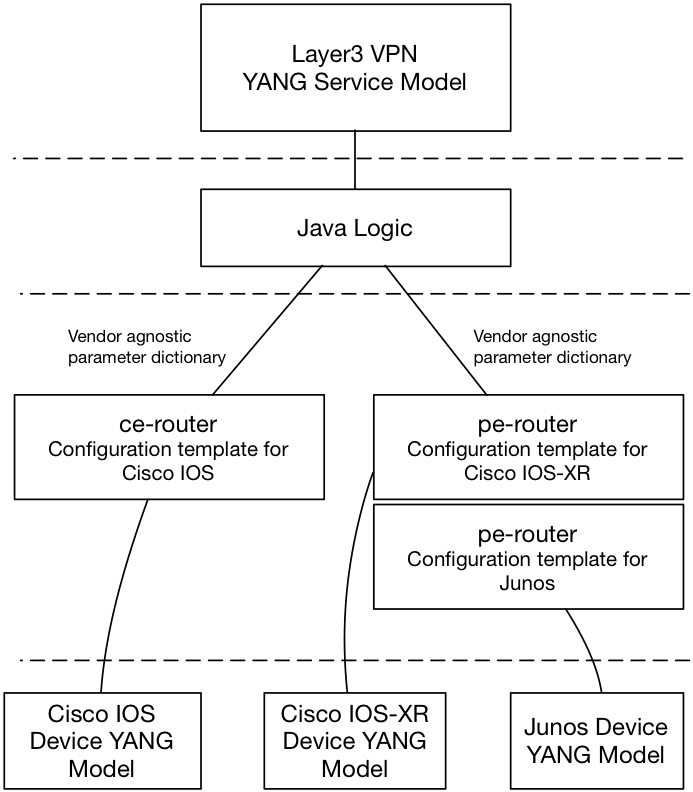 Layer3 VPN
YANG Service Model
Java Logic
Vendor agnostic
parameter dictionary
Vendor agnostic
parameter dictionary
ce-router
Configuration template for
Cisco IOS
pe-router
Configuration template for
Cisco IOS-XR
pe-router
Configuration template for
Junos
Cisco IOS
Device YANG
Model
Cisco IOS-XR
Device YANG
Model
Junos Device
YANG Model